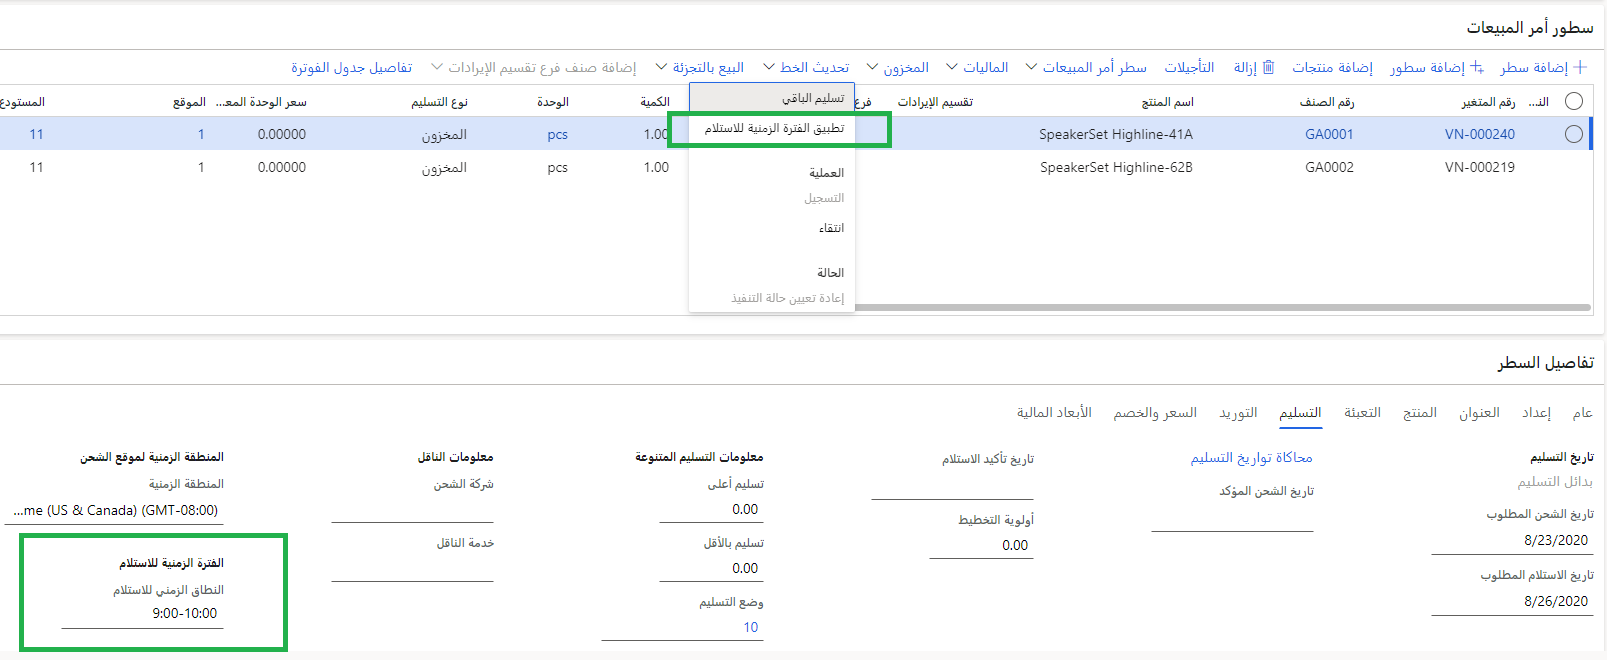 سطور أمر المبيعات
إضافة سطر
إضافة سطور
إضافة منتجات
إزالة
التأجيلات
سطر أمر المبيعات
الماليات
المخزون
تحديث الخط
البيع بالتجزئة
إضافة صنف فرع تقسيم الإيرادات
تفاصيل جدول الفوترة
النـ...
رقم المتغير
رقم الصنف
اسم المنتج
تقسيم الإيرادات
فرع
الكمية
الوحدة
نوع التسليم
سعر الوحدة المعـ...
الموقع
المستودع
VN-000240
GA0001
SpeakerSet Highline-41A
1.00
pcs
المخزون
0.00000
1
11
VN-000219
GA0002
SpeakerSet Highline-62B
1.00
pcs
المخزون
0.00000
1
11
تسليم الباقي
تطبيق الفترة الزمنية للاستلام
العملية
التسجيل
انتقاء
الحالة
إعادة تعيين حالة التنفيذ
تفاصيل السطر
عام
إعداد
العنوان
المنتج
التعبئة
التسليم
التوريد
السعر والخصم
الأبعاد المالية
تاريخ التسليم
بدائل التسليم
تاريخ الشحن المطلوب
8/23/2020
تاريخ الاستلام المطلوب
8/26/2020
محاكاة تواريخ التسليم
تاريخ الشحن المؤكد
تاريخ تأكيد الاستلام
أولوية التخطيط
0.00
معلومات التسليم المتنوعة
تسليم أعلى
0.00
تسليم بالأقل
0.00
وضع التسليم
10
معلومات الناقل
شركة الشحن
خدمة الناقل
المنطقة الزمنية لموقع الشحن
المنطقة الزمنية
...me (US & Canada) (GMT-08:00)
الفترة الزمنية للاستلام
النطاق الزمني للاستلام
9:00-10:00